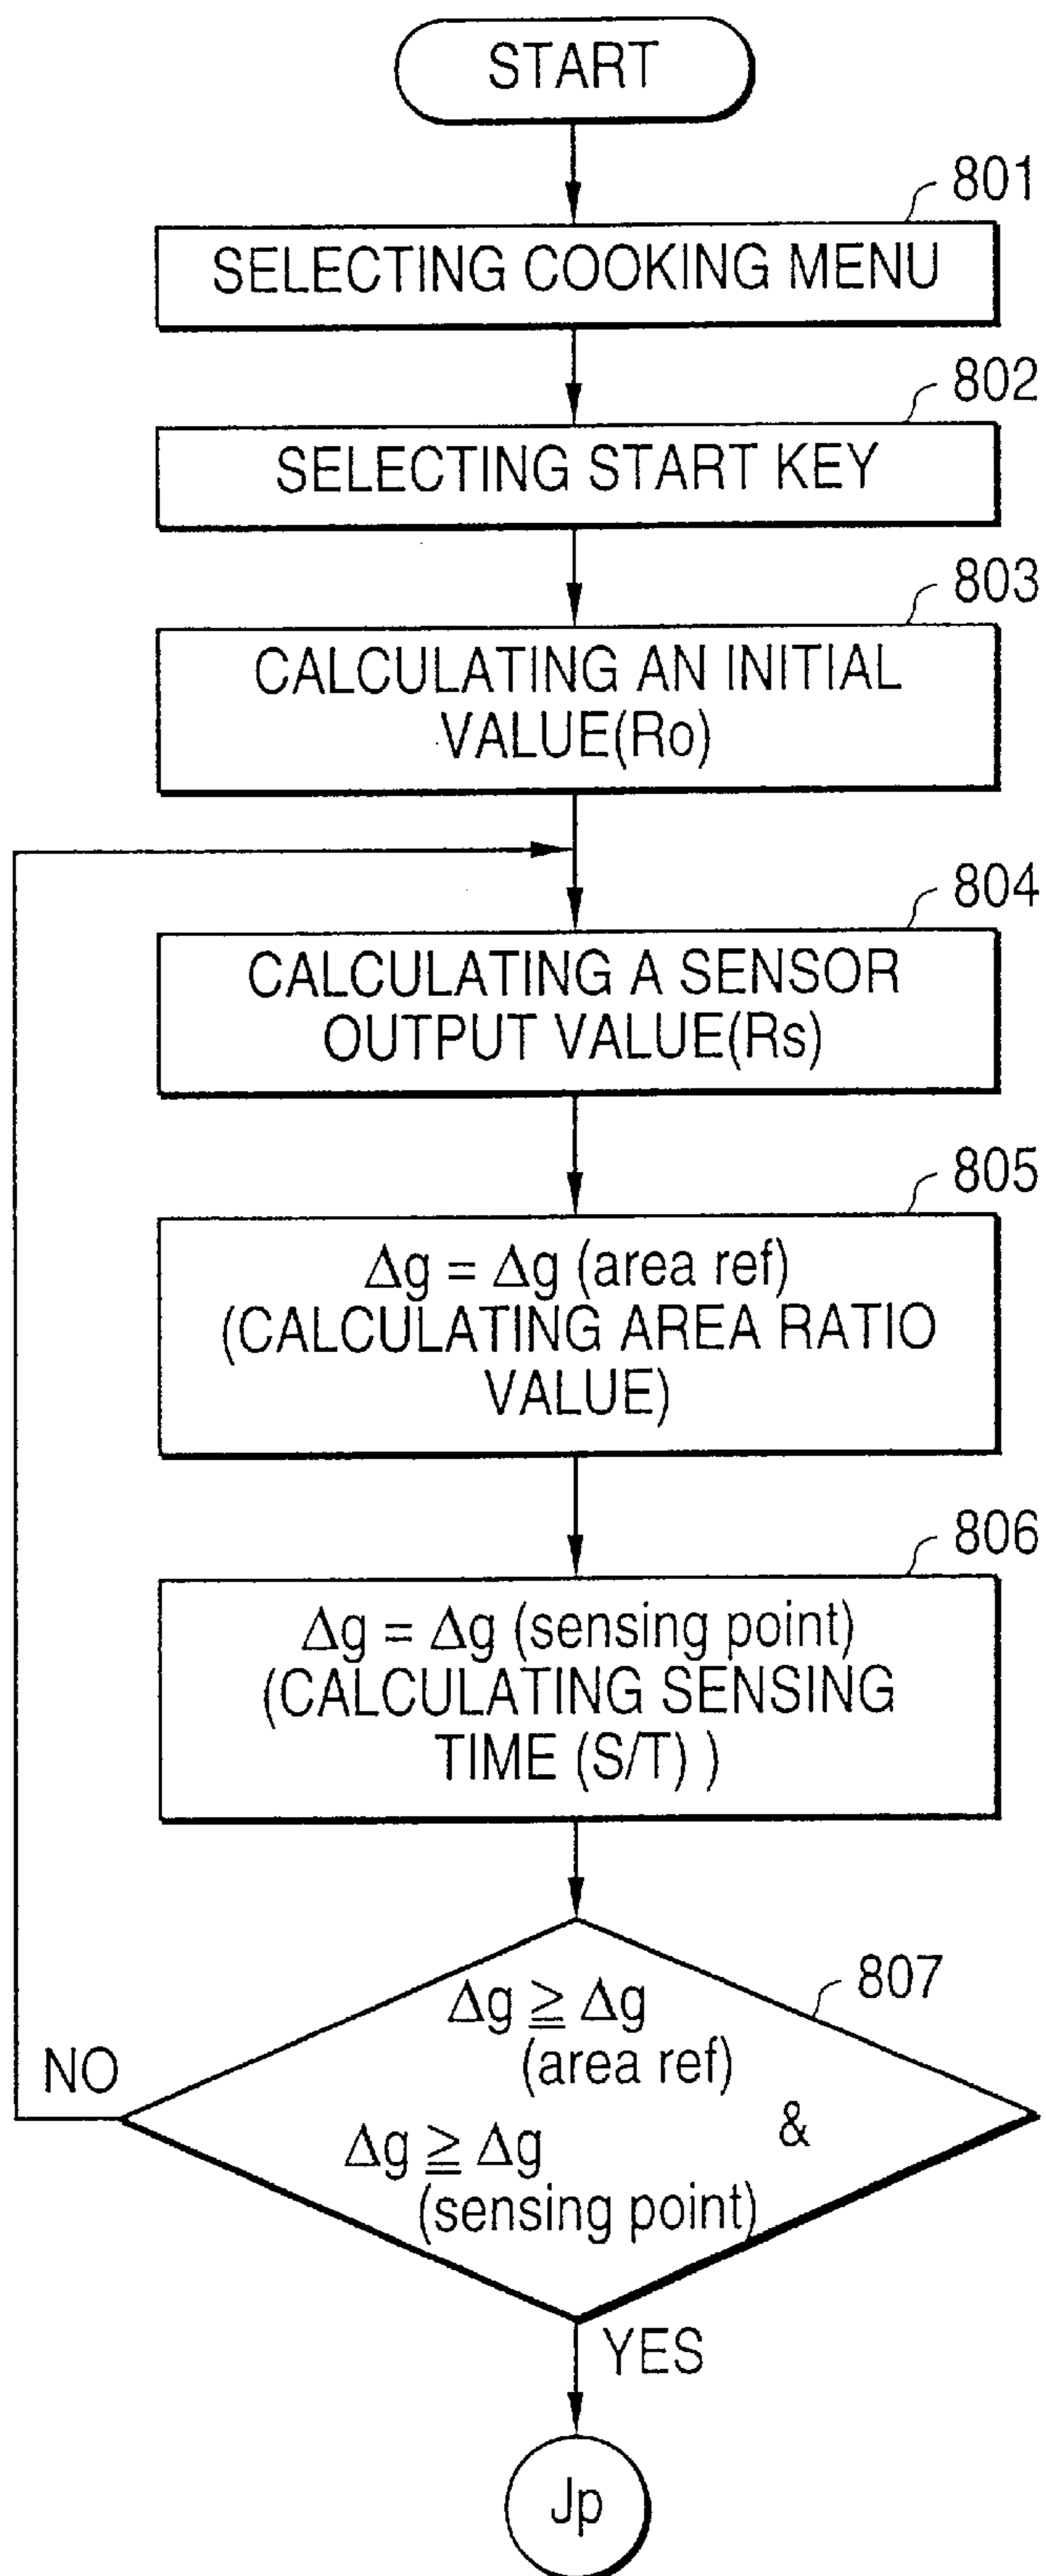 START
801
SELECTING COOKING MENU
802
SELECTING START KEY
803
CALCULATING AN INITIAL
VALUE(Ro)
804
CALCULATING A SENSOR
OUTPUT VALUE(Rs)
805
Δg = Δg (area ref)
(CALCULATING AREA RATIO
VALUE)
806
Δg = Δg (sensing point)
(CALCULATING SENSING
TIME (S/T) )
807
Δg ≧ Δg
(area ref)
NO
&
Δg ≧ Δg
(sensing point)
YES
Jp